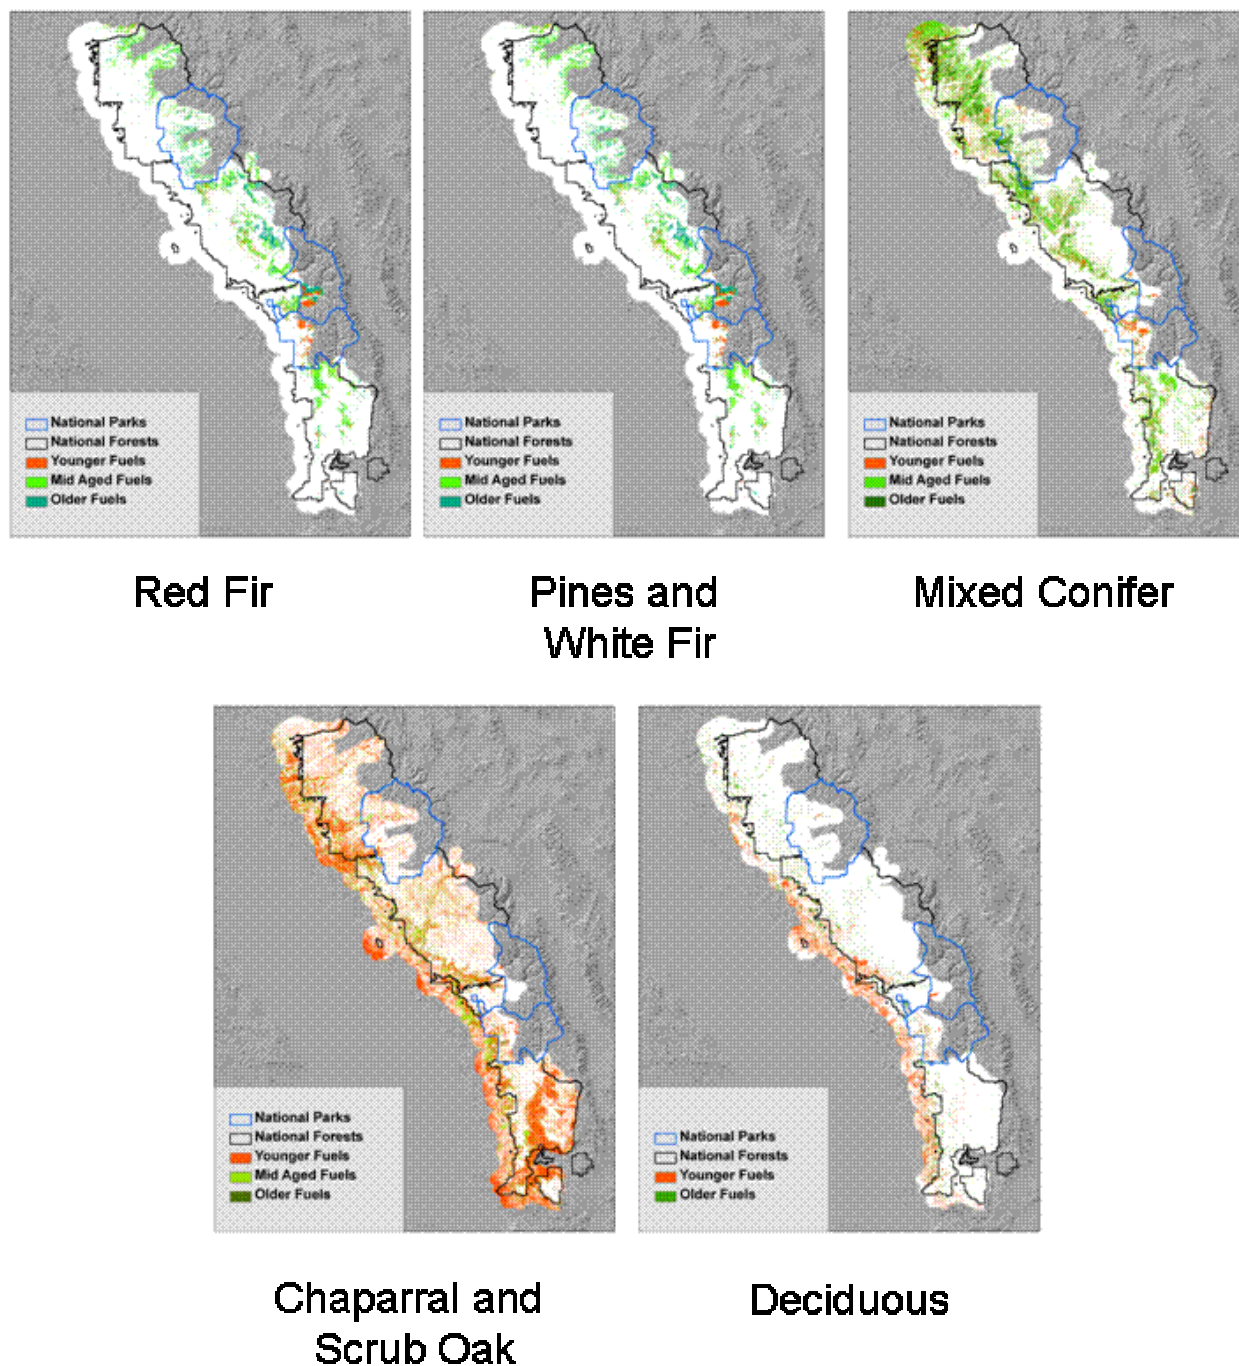 National Parks
National Forests
Younger Fuels
Mid Aged Fuels
Older Fuels
National Parks
National Forests
Younger Fuels
Mid Aged Fuels
Older Fuels
National Parks
National Forests
Younger Fuels
Mid Aged Fuels
Older Fuels
Red Fir
Pines and
White Fir
Mixed Conifer
National Parks
National Forests
Younger Fuels
Mid Aged Fuels
Older Fuels
National Parks
National Forests
Younger Fuels
Older Fuels
Chaparral and
Scrub Oak
Deciduous